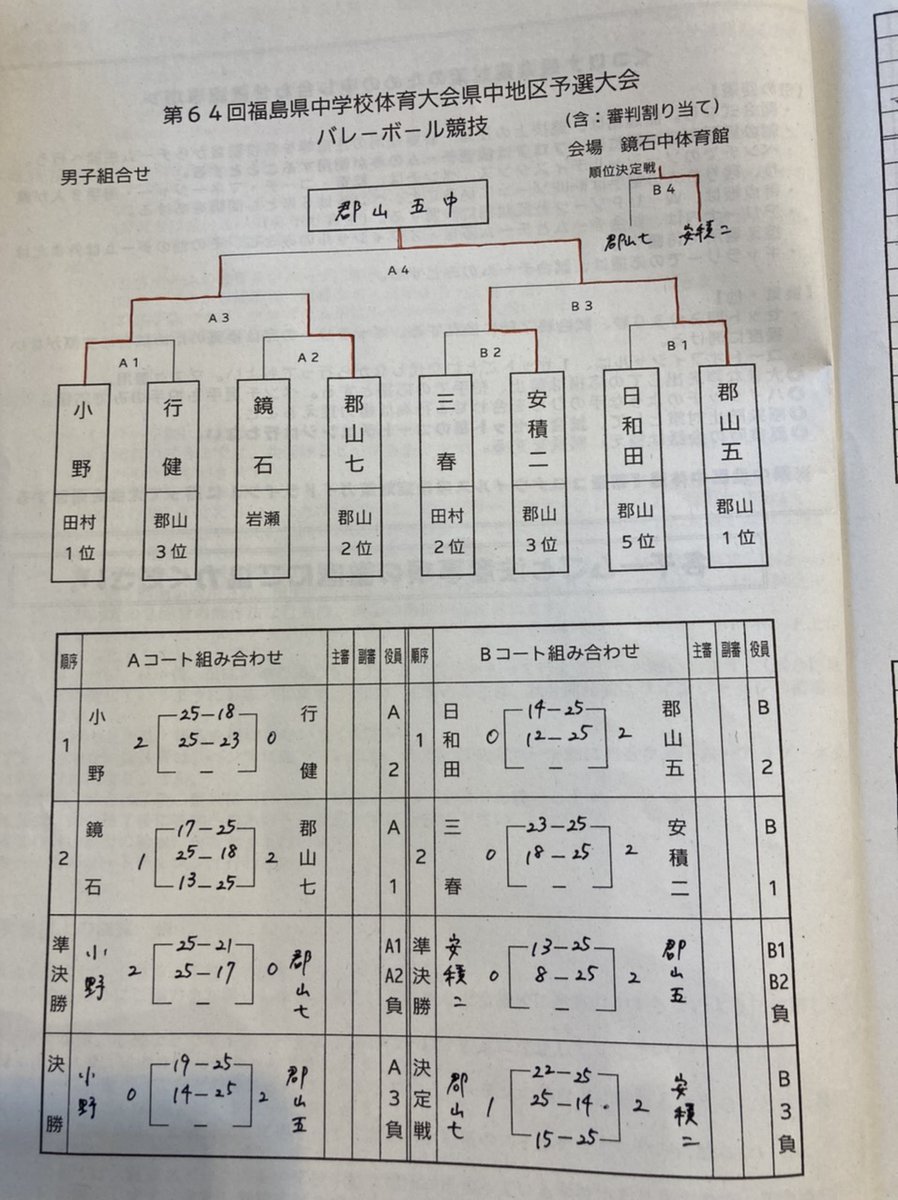 第６４回福島県中学校体育大会県中地区予選大会
バレーボール競技
(含：審判割り当て)
会場　鏡石中体育館
男子組合せ
順位決定戦
B４
郡山五中
郡山七　安積二
A４
A３　B３
A１　A２　B２　B１
小野　田村　１位
行健　郡山　３位
鏡石　岩瀬
郡山七　郡山　２位
三春　田村　２位
安積二　郡山　３位
日和田　郡山　５位
郡山五　郡山　１位
順序　Aコート組み合わせ　主審　副審　役員　順序　Bコート組み合わせ　主審　副審　役員
1　小野　2　25－18　25－23　－　0　行健　A2　1　日和田　0　14－25　12－25　－　2　郡山五　B2
2　鏡石　1　17－25　25－18　13－25　2　郡山七　A1　2　三春　0　23－25　18－25　－　2　安積二　B1
準決勝　小野　2　25－21　25－17　－　0　郡山七　A1A2負　準決勝　安積二　0　13－25　8－25　－　2　郡山五　B1B2負
決勝　小野　0　19－25　14－25　－　2　郡山五　A3負　決定戦　郡山七　1　22－25　25－14　15－25　2　安積二　B3負